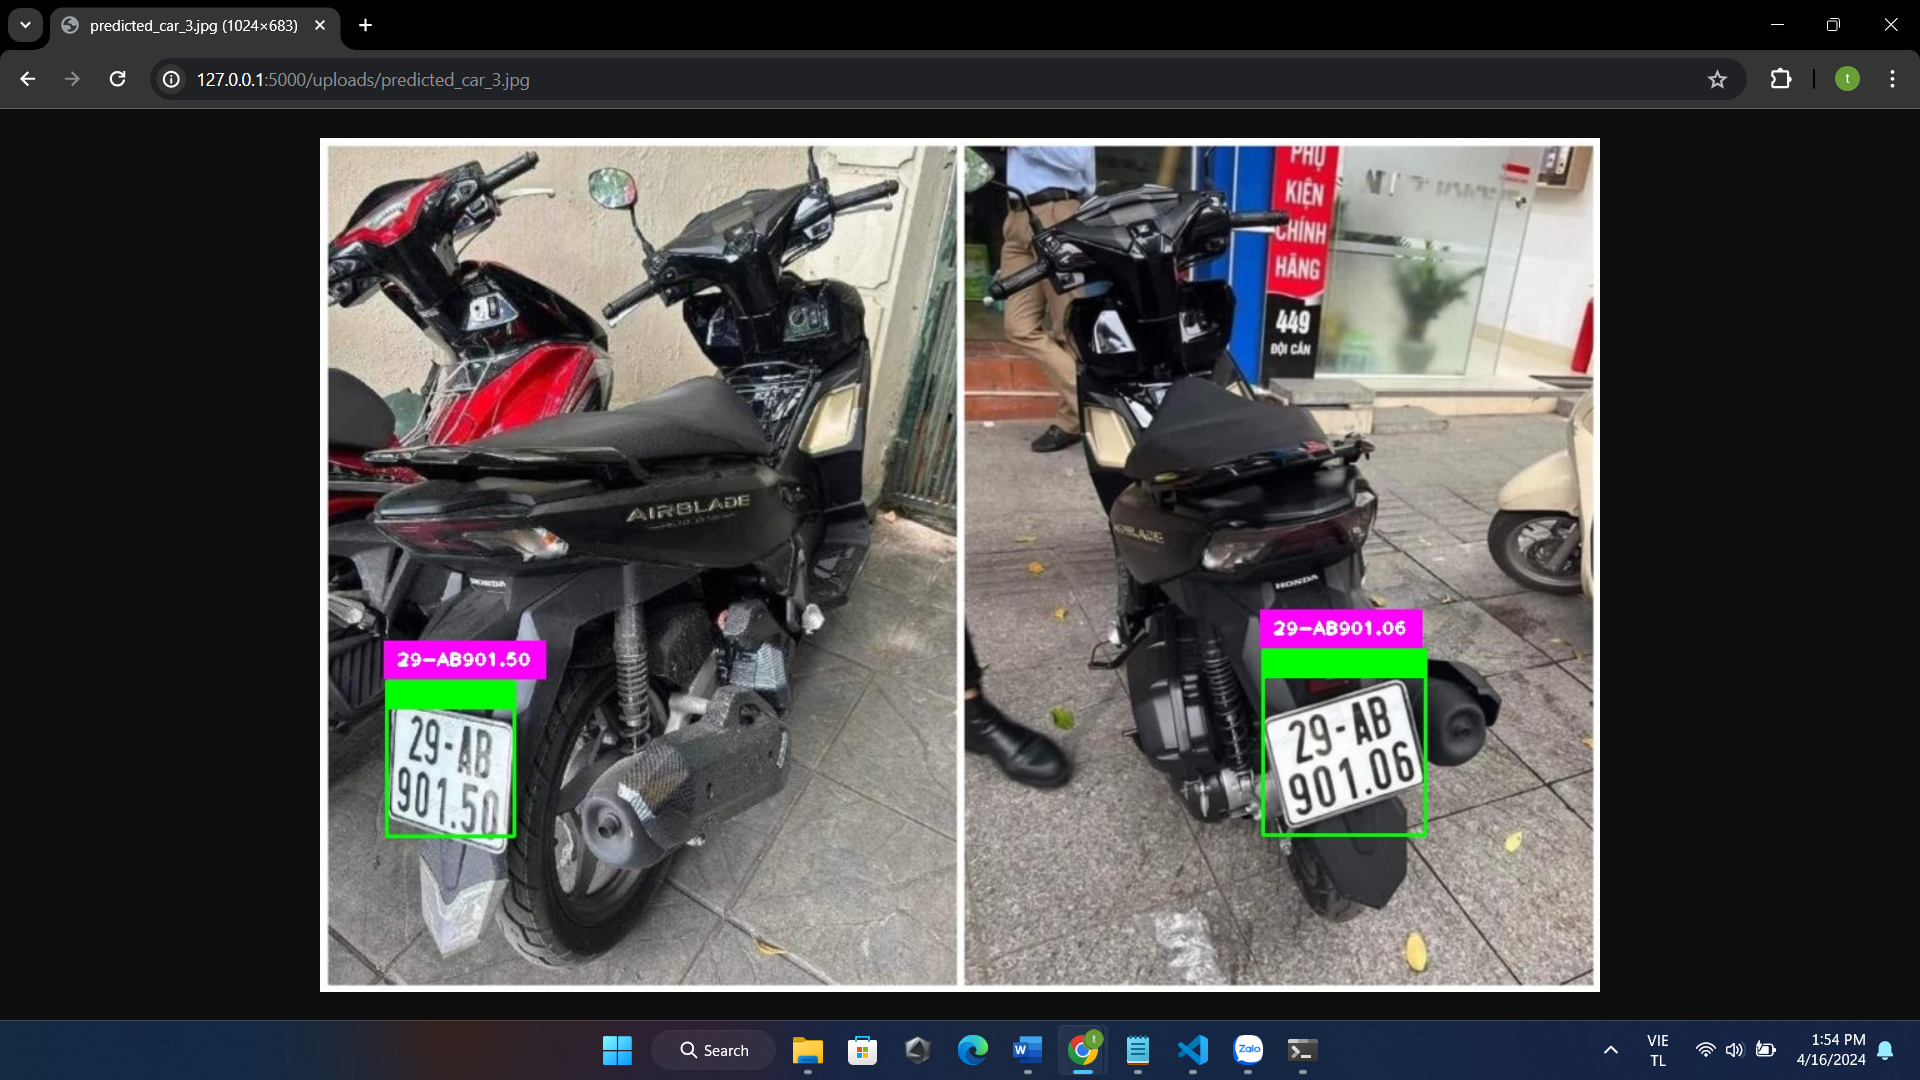 predicted_car_3.jpg (1024×683)
127.0.0.1:5000/uploads/predicted_car_3.jpg
t
AIRBLADE
HONDA
29-AB901.50
29-AB
901.50
PHỤ
KIỆN
CHÍNH
HÃNG
449
ĐỘI CẤN
AIRBLADE
HONDA
29-AB901.06
29-AB
901.06
Search
W
t
Zalo
VIE
TL
1:54 PM
4/16/2024